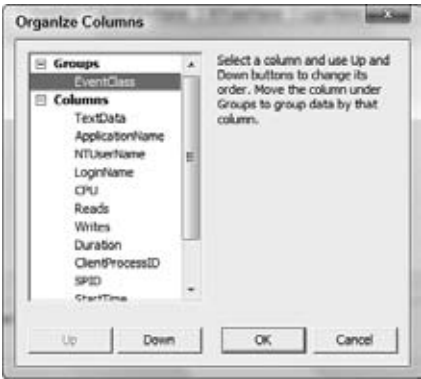 Organize Columns
Groups
EventClass
Columns
TextData
ApplicationName
NTUserName
LoginName
CPU
Reads
Writes
Duration
ClientProcessID
SPID
StartTime
Select a column and use Up and
Down buttons to change its
order. Move the column under
Groups to group data by that
column.
Up
Down
OK
Cancel